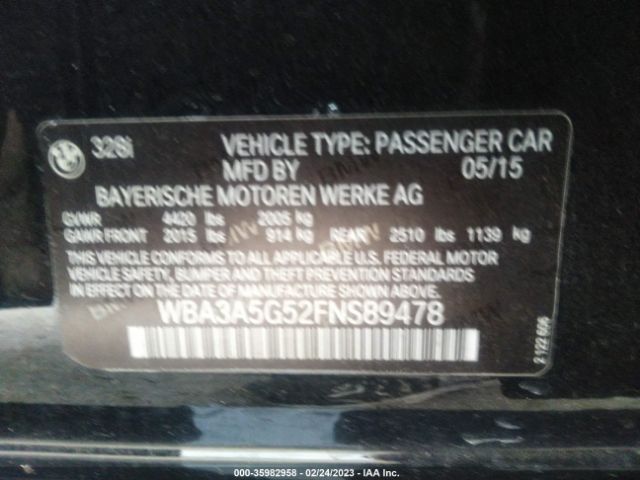 328i VEHICLE TYPE: PASSENGER CAR
MFD BY 05/15
BAYERISCHE MOTOREN WERKE AG
GVWR 4420 lbs 2005 kg
GAWR FRONT 2015 lbs 914 kg REAR 2510 lbs 1139 kg
THIS VEHICLE CONFORMS TO ALL APPLICABLE U.S. FEDERAL MOTOR
VEHICLE SAFETY, BUMPER AND THEFT PREVENTION STANDARDS IN
EFFECT ON THE DATE OF MANUFACTURE SHOWN ABOVE.
WBA3A5G52FNS89478
2 122 606
000-35982958 - 02/24/2023 - IAA Inc.